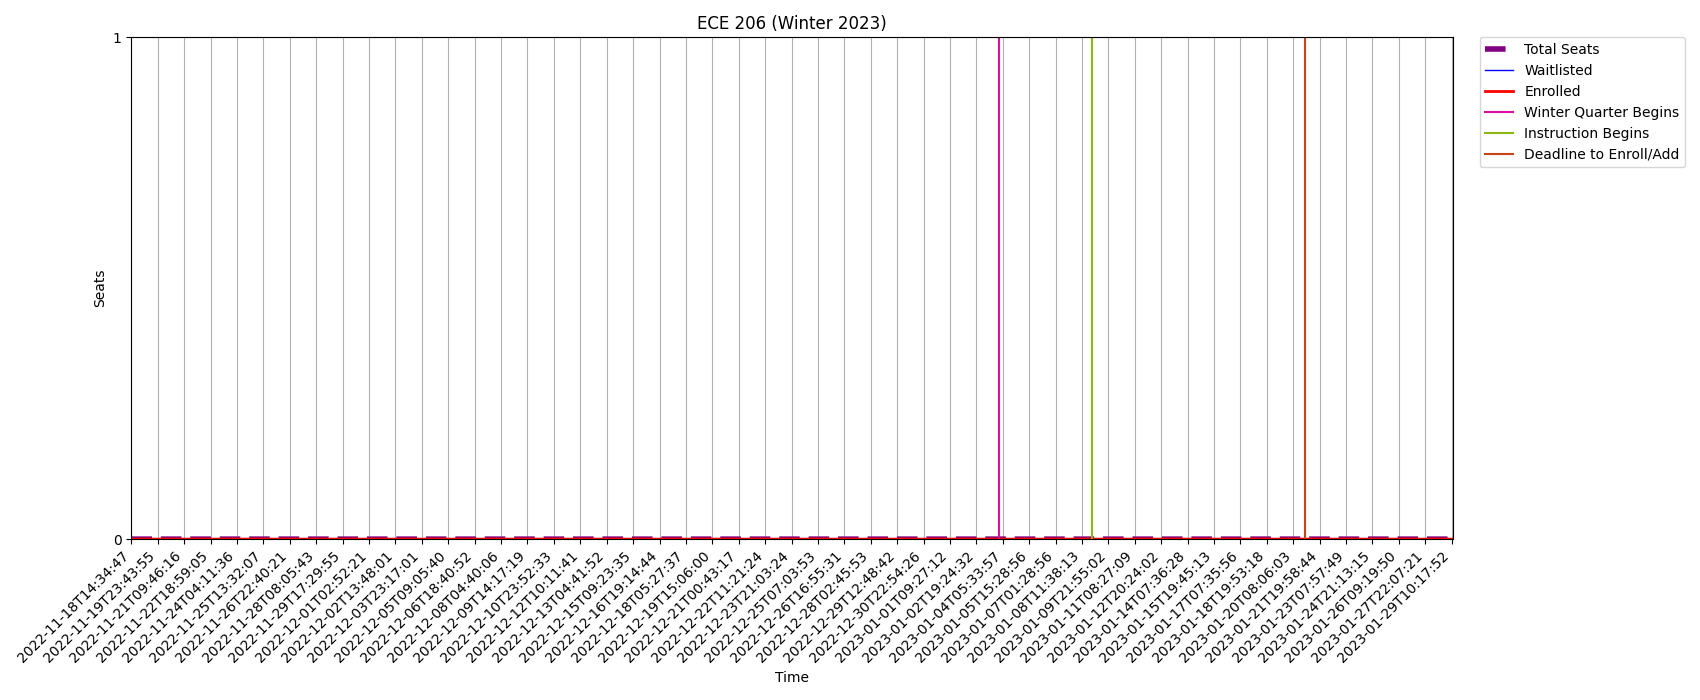 ECE 206 (Winter 2023)
1
0
Seats
Total Seats
Waitlisted
Enrolled
Winter Quarter Begins
Instruction Begins
Deadline to Enroll/Add
2022-11-18T14:34:47
2022-11-19T23:43:55
2022-11-21T09:46:16
2022-11-22T18:59:05
2022-11-24T04:11:36
2022-11-25T13:32:07
2022-11-26T22:40:21
2022-11-28T08:05:43
2022-11-29T17:29:55
2022-12-01T02:52:21
2022-12-02T13:48:01
2022-12-03T23:17:01
2022-12-05T09:05:40
2022-12-06T18:40:52
2022-12-08T04:40:06
2022-12-09T14:17:19
2022-12-10T23:52:33
2022-12-12T10:11:41
2022-12-13T04:41:52
2022-12-15T09:23:35
2022-12-16T19:14:44
2022-12-18T05:27:37
2022-12-19T15:06:00
2022-12-21T00:43:17
2022-12-22T11:21:24
2022-12-23T21:03:24
2022-12-25T07:03:53
2022-12-26T16:55:31
2022-12-28T02:45:53
2022-12-29T12:48:42
2022-12-30T22:54:26
2023-01-01T09:27:12
2023-01-02T19:24:32
2023-01-04T05:33:57
2023-01-05T15:28:56
2023-01-07T01:28:56
2023-01-08T11:38:13
2023-01-09T21:55:02
2023-01-11T08:27:09
2023-01-12T20:24:02
2023-01-14T07:36:28
2023-01-15T19:45:13
2023-01-17T07:35:56
2023-01-18T19:53:18
2023-01-20T08:06:03
2023-01-21T19:58:44
2023-01-23T07:57:49
2023-01-24T21:13:15
2023-01-26T09:19:50
2023-01-27T22:07:21
2023-01-29T10:17:52
Time